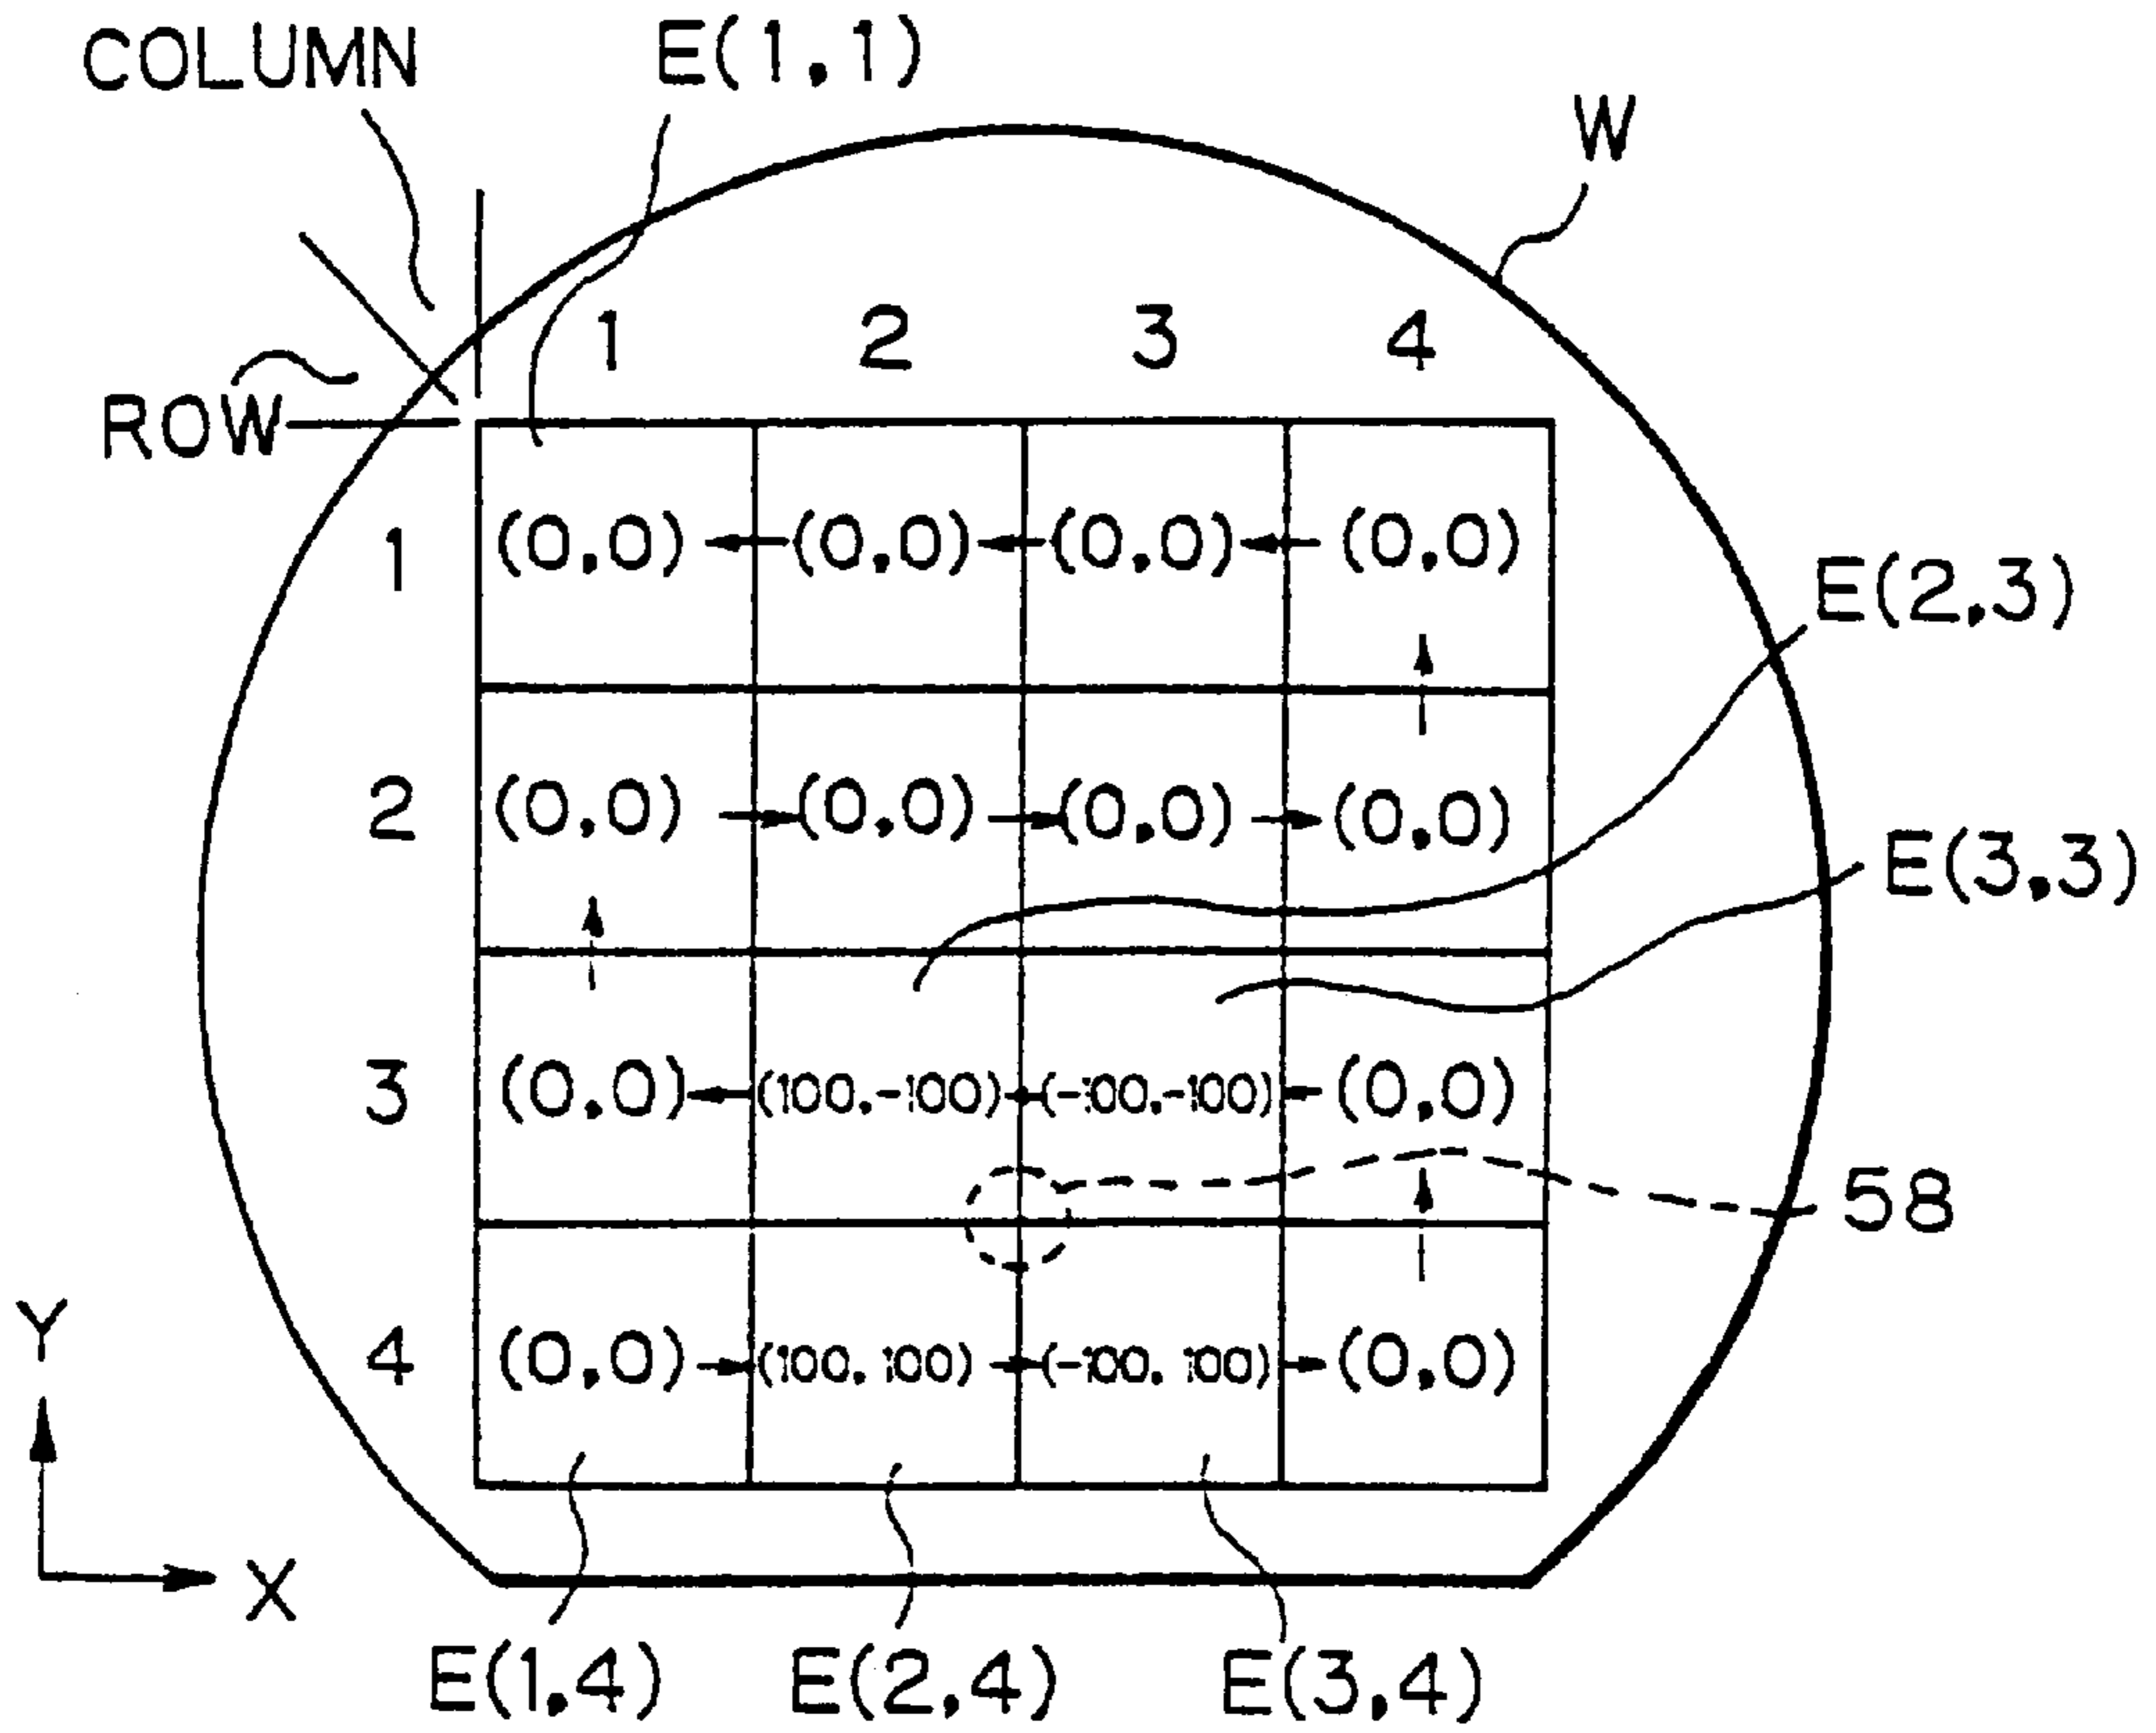 COLUMN E(1,1)
W
1 2 3 4
ROW
1 (0,0) (0,0) (0,0) (0,0)
E(2,3)
2 (0,0) (0,0) (0,0) (0,0)
E(3,3)
3 (0,0) (100,-100) (-100,-100) (0,0)
58
Y
4 (0,0) (100,100) (-100,100) (0,0)
X
E(1,4) E(2,4) E(3,4)